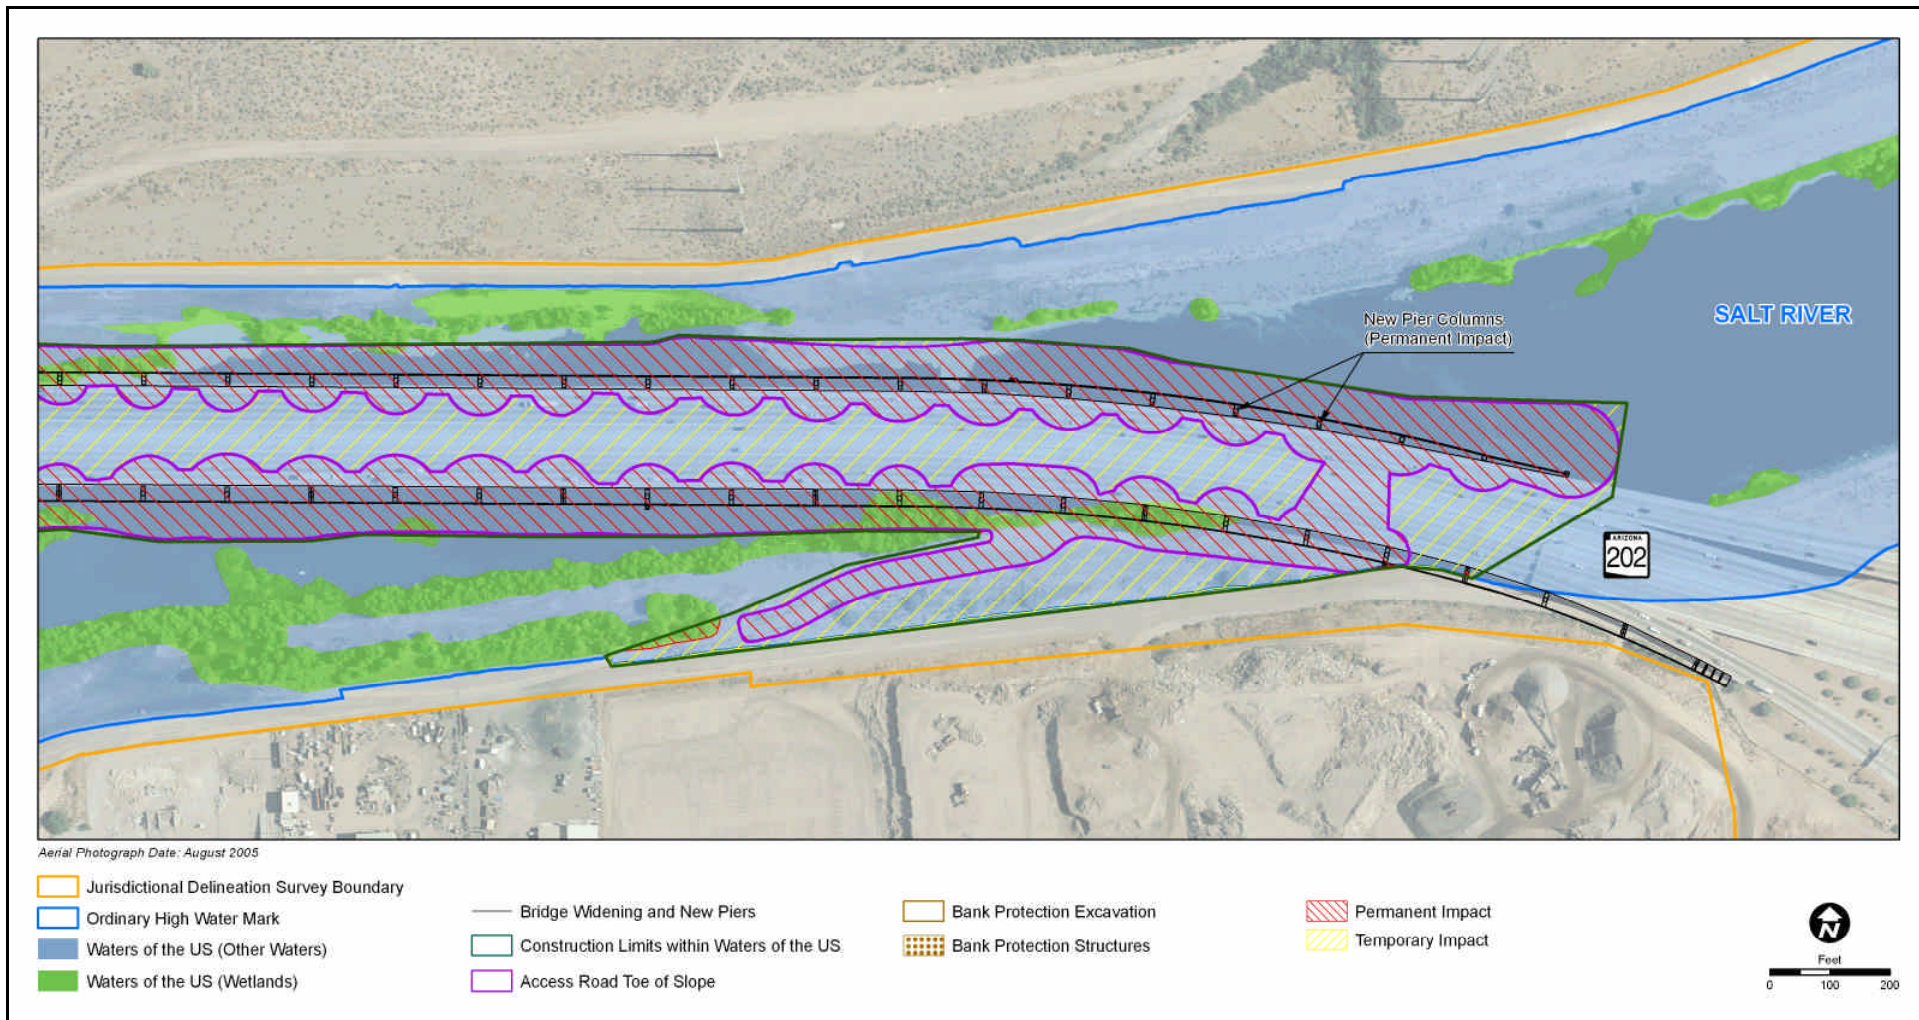 New Pier Columns
(Permanent Impact)
SALT RIVER
ARIZONA
202
Aerial Photograph Date: August 2005
Jurisdictional Delineation Survey Boundary
Ordinary High Water Mark
Waters of the US (Other Waters)
Waters of the US (Wetlands)
Bridge Widening and New Piers
Construction Limits within Waters of the US
Access Road Toe of Slope
Bank Protection Excavation
Bank Protection Structures
Permanent Impact
Temporary Impact
N
Feet
0 100 200